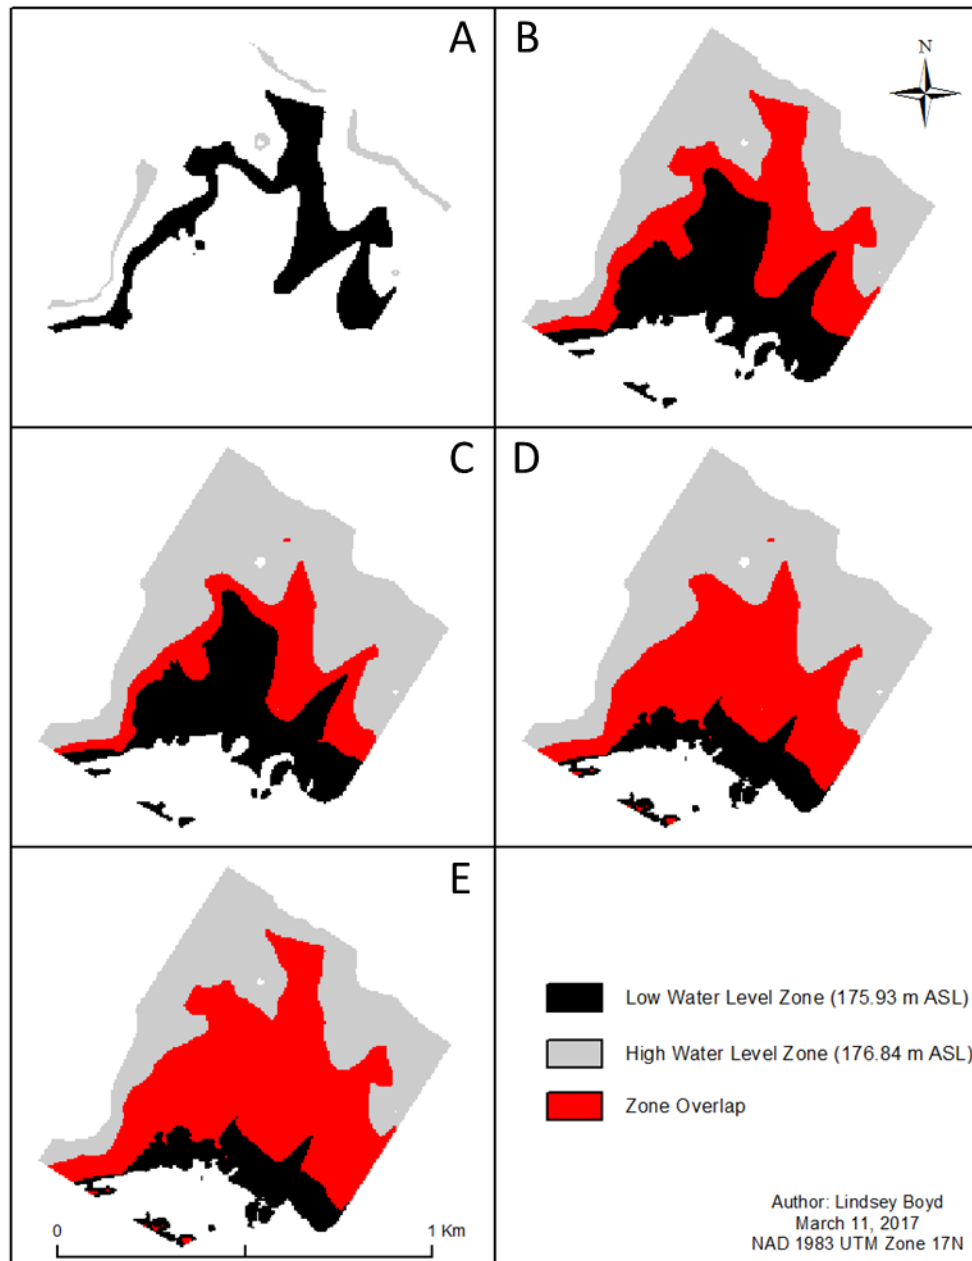 A
B
N
C
D
E
Low Water Level Zone (175.93 m ASL)
High Water Level Zone (176.84 m ASL)
Zone Overlap
0
1 Km
Author: Lindsey Boyd
March 11, 2017
NAD 1983 UTM Zone 17N